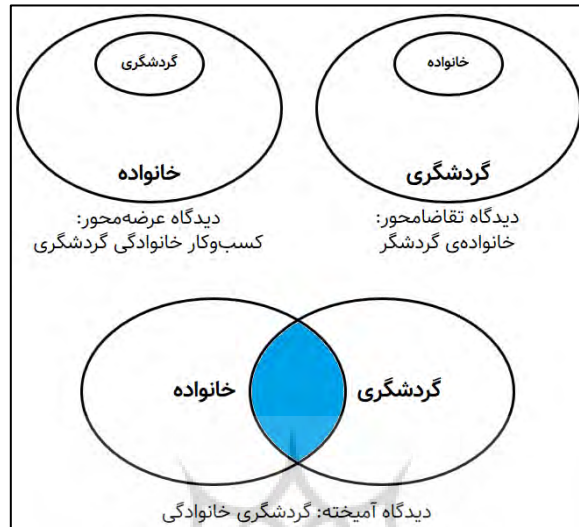 خانواده
گردشگری
گردشگری
خانواده
دیدگاه تقاضامحور:
خانواده‌ی گردشگر
دیدگاه عرضه‌محور:
کسب‌وکار خانوادگی گردشگری
گردشگری
خانواده
دیدگاه آمیخته: گردشگری خانوادگی